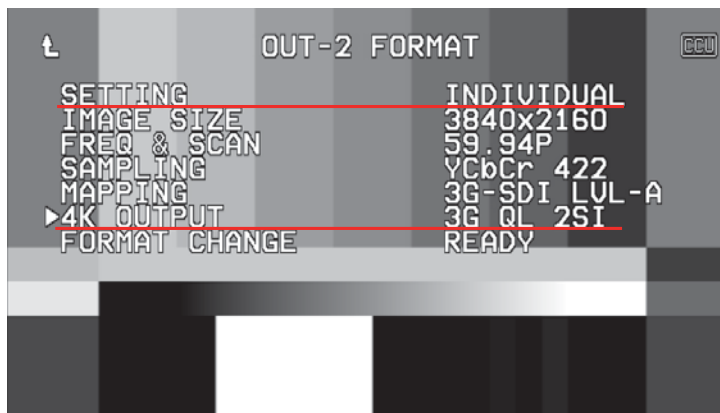 OUT-2 FORMAT CCU
SETTING INDIVIDUAL
IMAGE SIZE 3840x2160
FREQ & SCAN 59.94P
SAMPLING YCbCr 422
MAPPING 3G-SDI LVL-A
▶4K OUTPUT 3G QL 2SI
FORMAT CHANGE READY